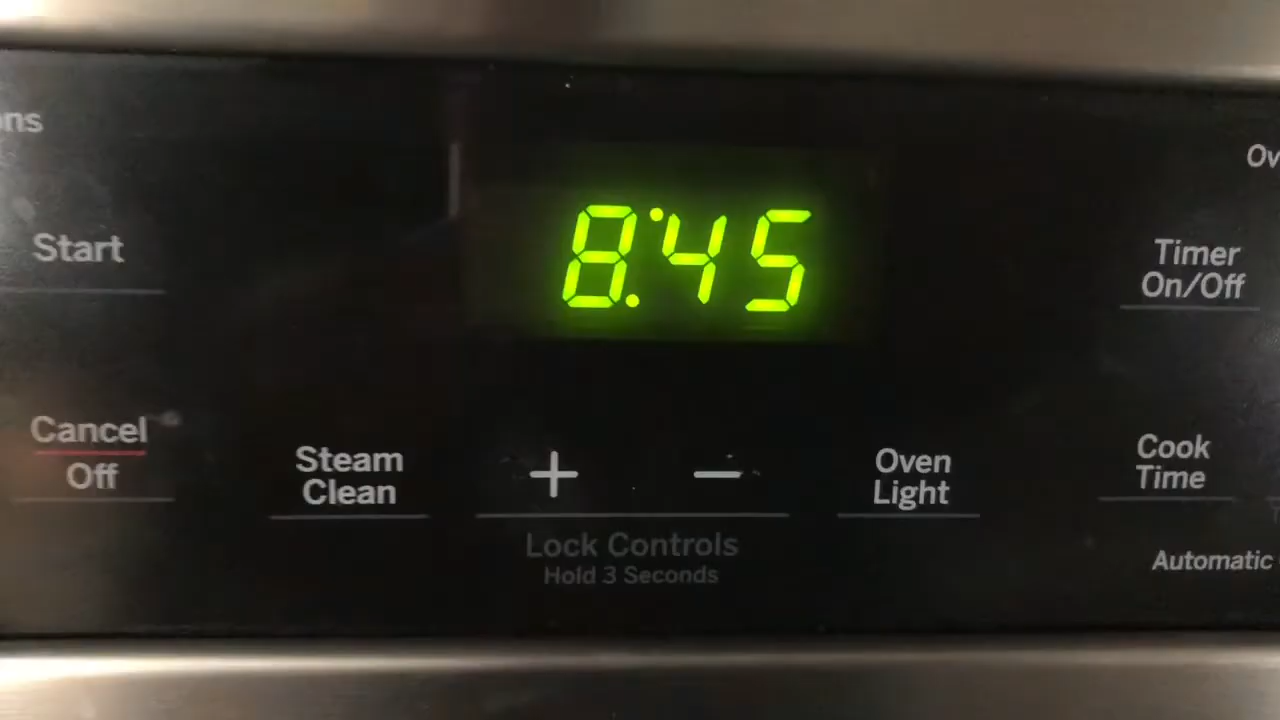 ons
Ov
8:45
Start
Timer
On/Off
Cancel
Off
Steam
Clean
+ −
Oven
Light
Cook
Time
Lock Controls
Hold 3 Seconds
Automatic